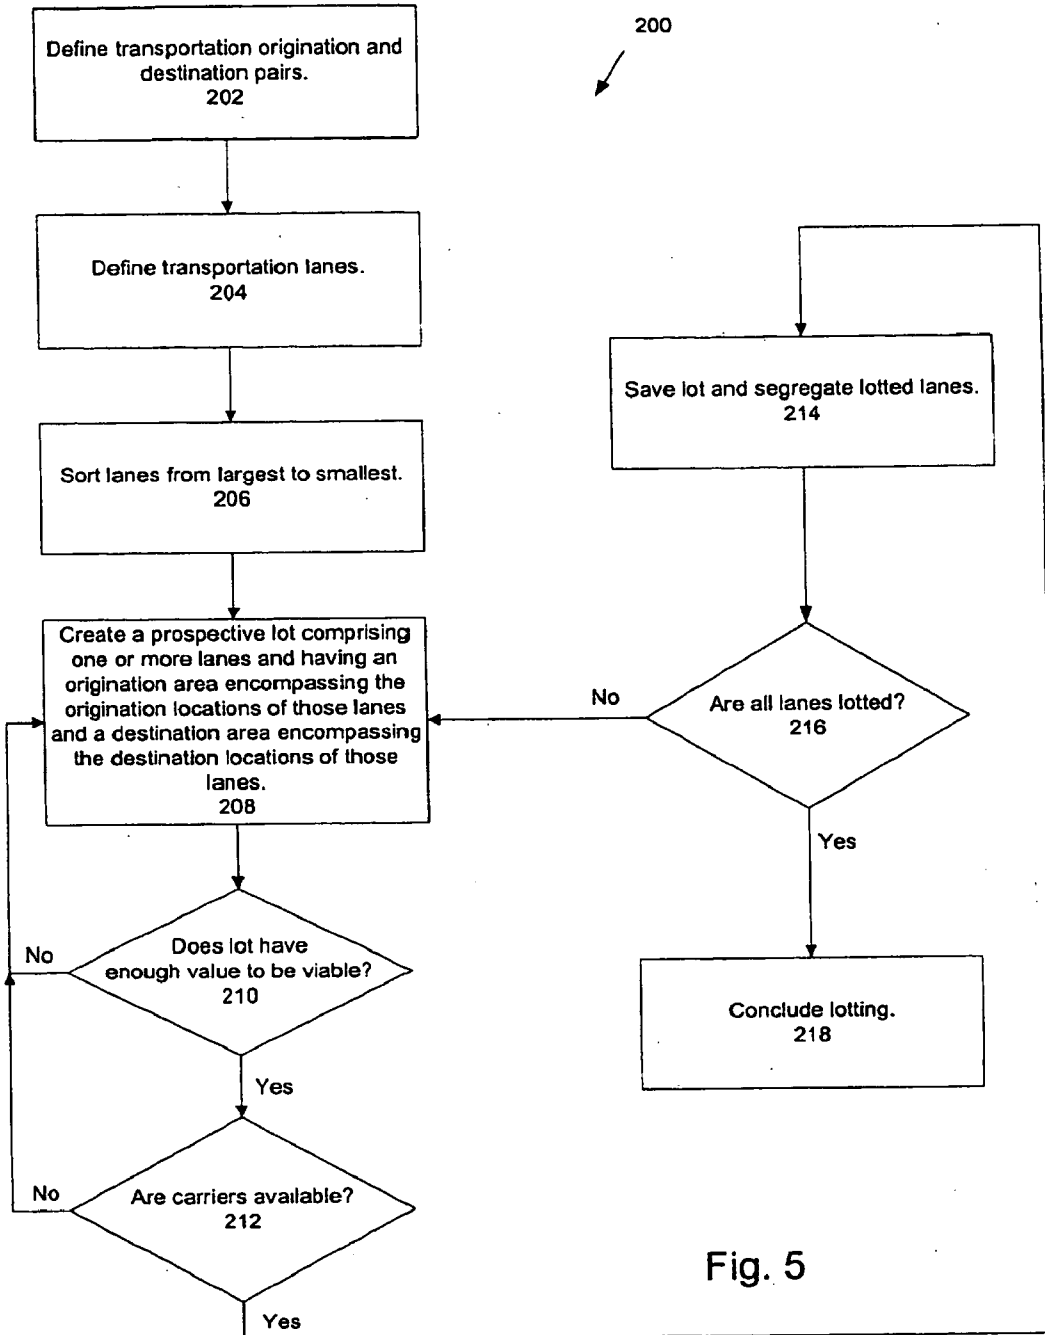 200
Define transportation origination and
destination pairs.
202
Define transportation lanes.
204
Sort lanes from largest to smallest.
206
Create a prospective lot comprising
one or more lanes and having an
origination area encompassing the
origination locations of those lanes
and a destination area encompassing
the destination locations of those
lanes.
208
No
Does lot have
enough value to be viable?
210
Yes
No
Are carriers available?
212
Yes
Save lot and segregate lotted lanes.
214
No
Are all lanes lotted?
216
Yes
Conclude lotting.
218
Fig. 5